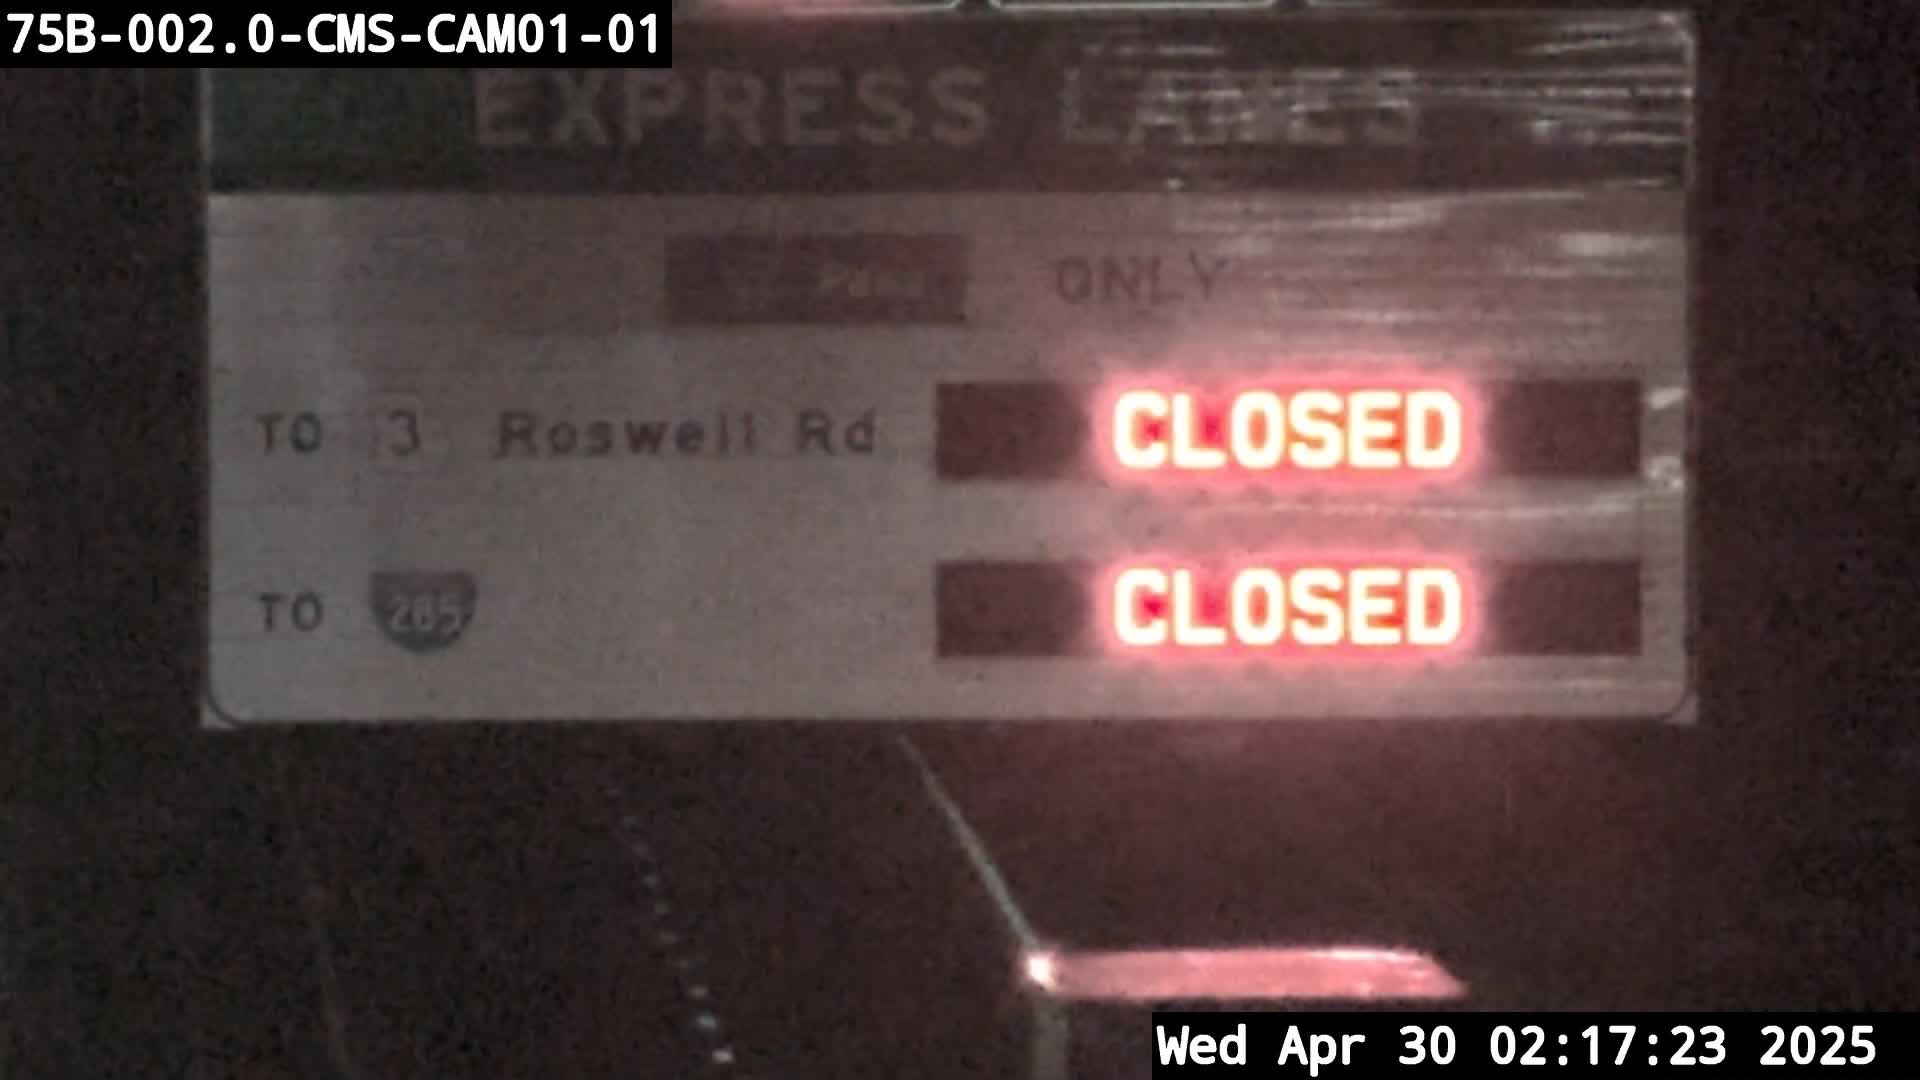 75B-002.0-CMS-CAM01-01
EXPRESS LANES
ONLY
TO 3 Roswell Rd CLOSED
TO 285 CLOSED
Wed Apr 30 02:17:23 2025